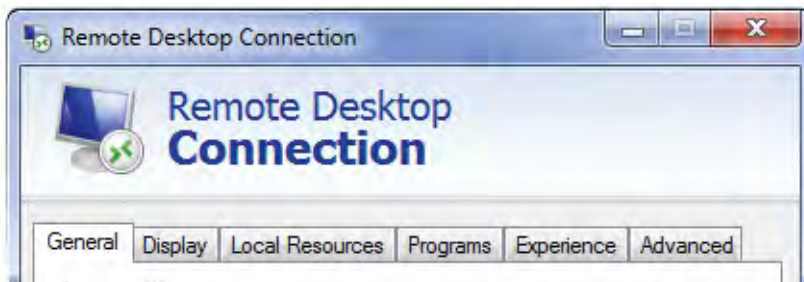 Remote Desktop Connection
Remote Desktop
Connection
General Display Local Resources Programs Experience Advanced